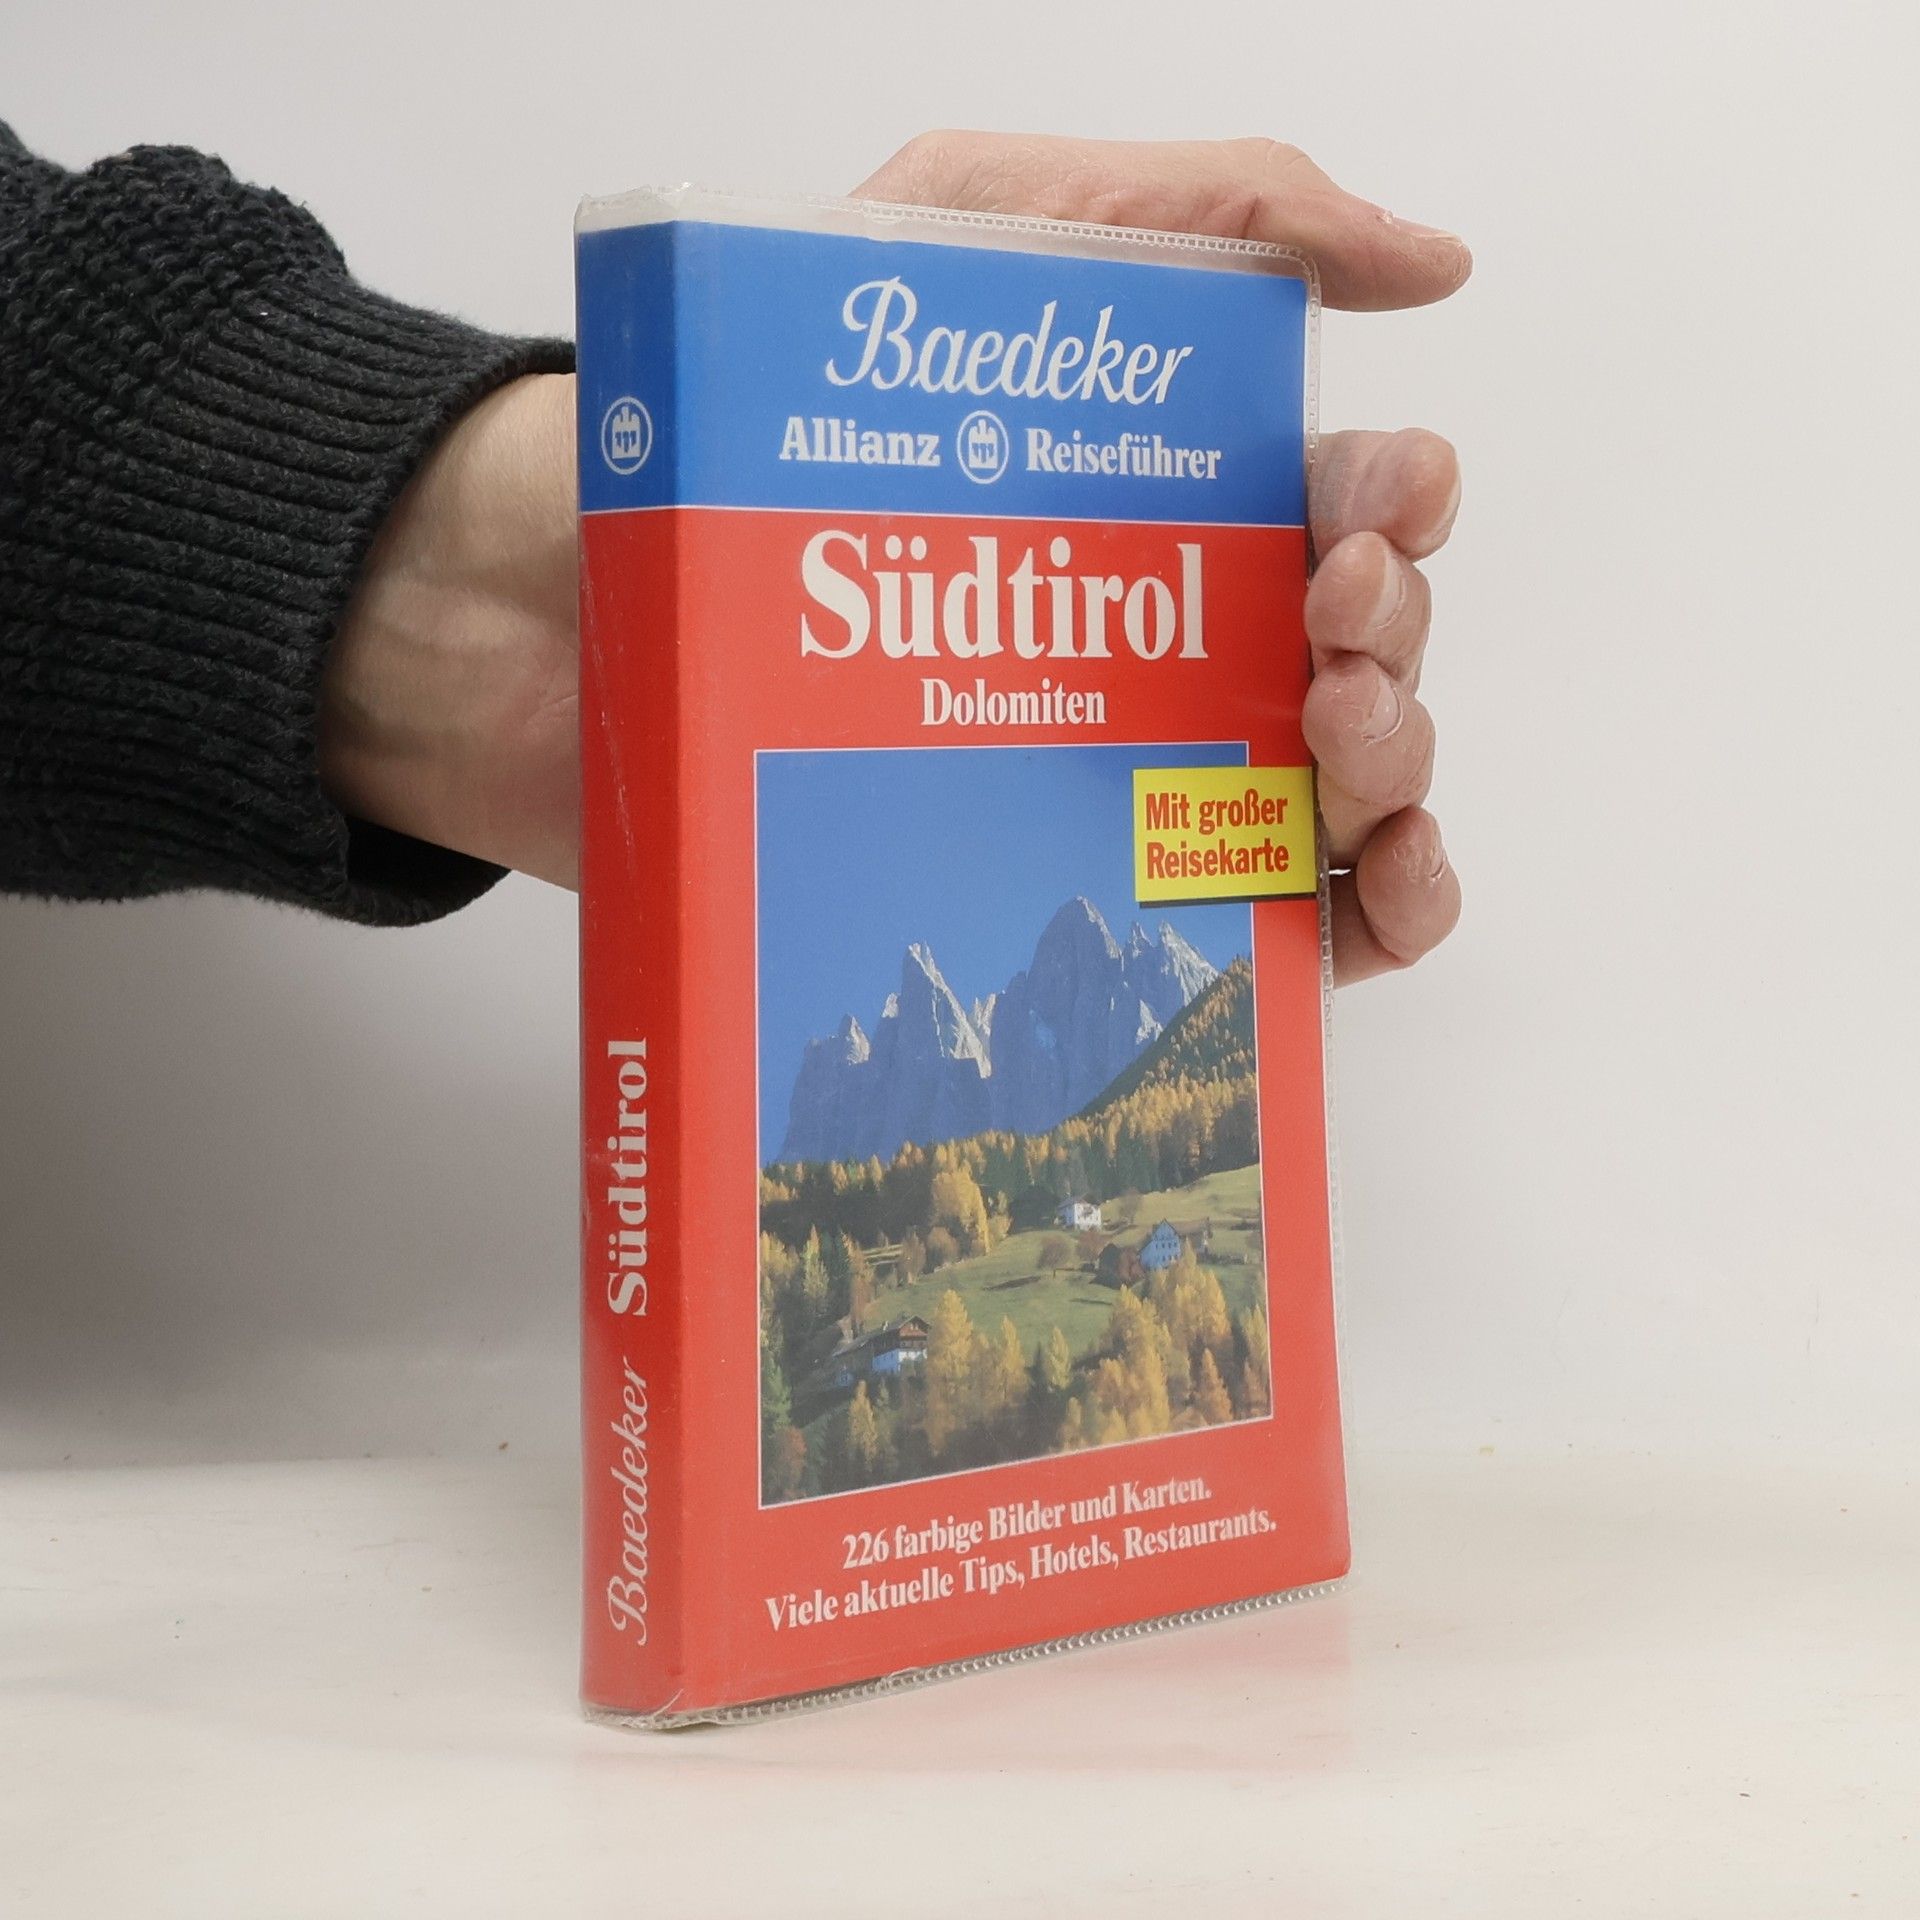 Baedeker
Allianz Reiseführer
Südtirol
Dolomiten
Mit großer
Reisekarte
226 farbige Bilder und Karten.
Viele aktuelle Tips, Hotels, Restaurants.
Baedeker Südtirol